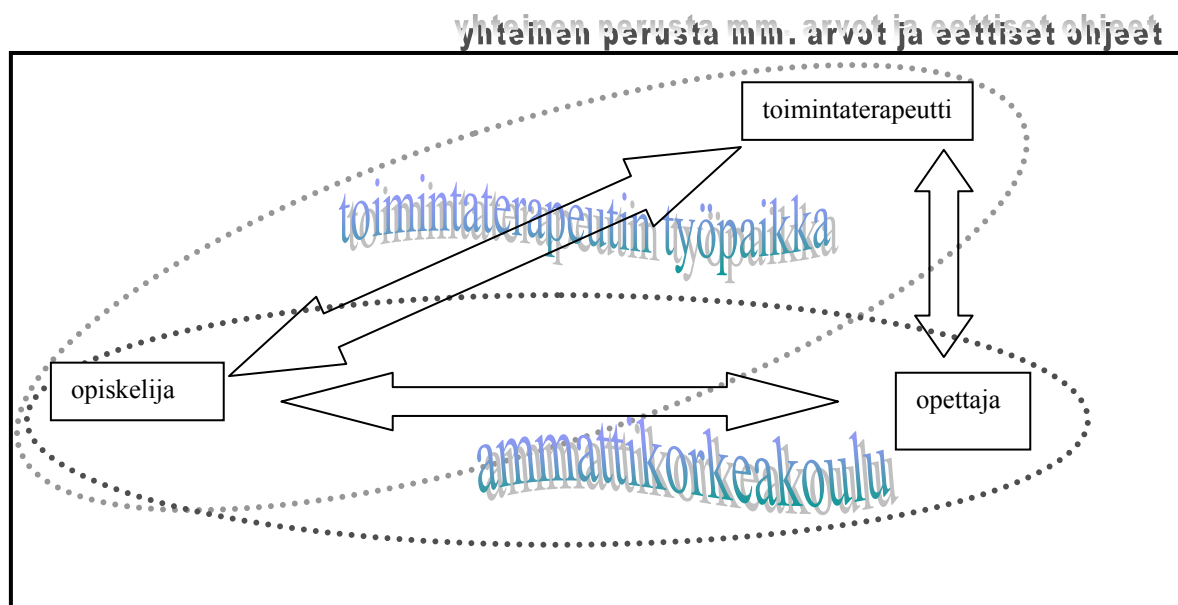 yhteinen perusta mm. arvot ja eettiset ohjeet
toimintaterapeutti
toimintaterapeutin työpaikka
opiskelija
opettaja
ammattikorkeakoulu